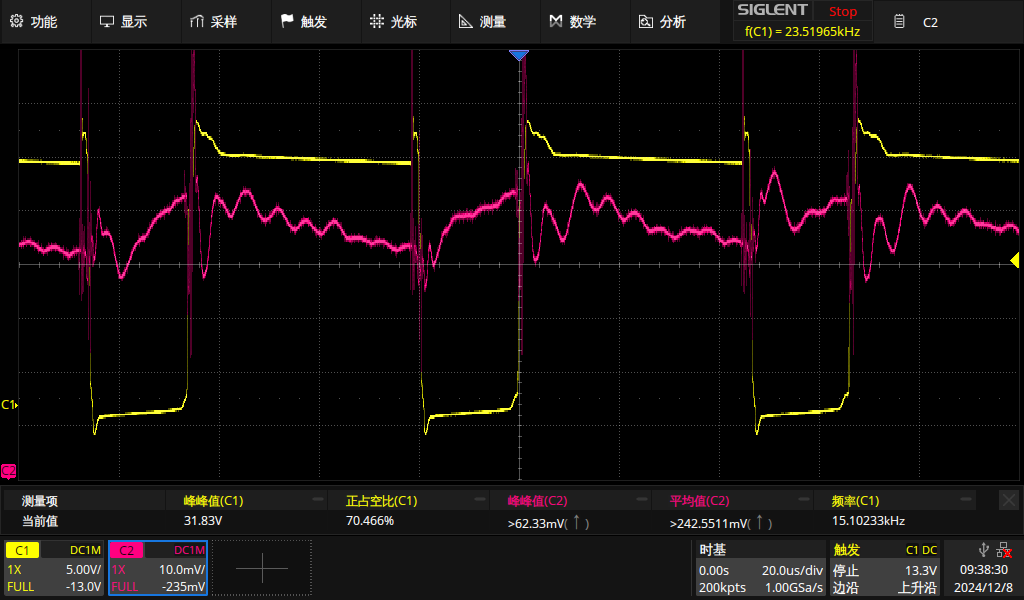 功能 显示 采样 触发 光标 测量 数学 分析 SIGLENT Stop C2
f(C1) = 23.51965kHz
C1
C2
测量项 峰峰值(C1) 正占空比(C1) 峰峰值(C2) 平均值(C2) 频率(C1)
当前值 31.83V 70.466% >62.33mV(↑) >242.5511mV(↑) 15.10233kHz
C1 DC1M C2 DC1M 时基 触发 C1 DC
1X 5.00V/ 1X 10.0mV/ 0.00s 20.0us/div 停止 13.3V 09:38:30
FULL -13.0V FULL -235mV 200kpts 1.00GSa/s 边沿 上升沿 2024/12/8